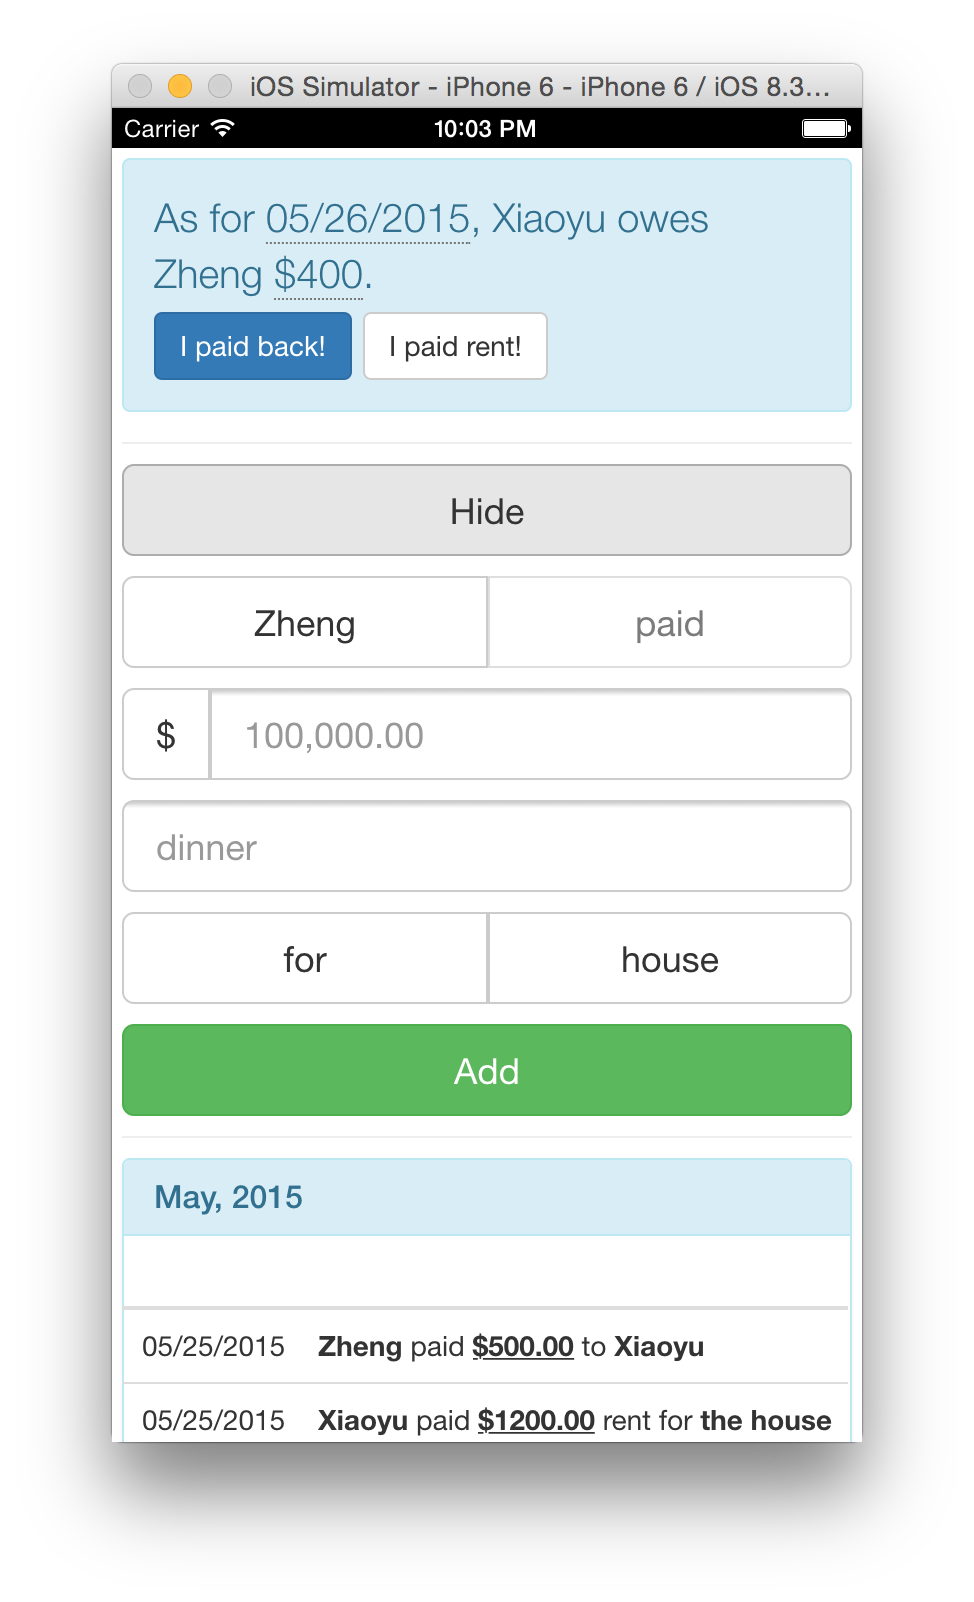 iOS Simulator - iPhone 6 - iPhone 6 / iOS 8.3...
Carrier 10:03 PM
As for 05/26/2015, Xiaoyu owes
Zheng $400.
I paid back! I paid rent!
Hide
Zheng paid
$ 100,000.00
dinner
for house
Add
May, 2015
05/25/2015 Zheng paid $500.00 to Xiaoyu
05/25/2015 Xiaoyu paid $1200.00 rent for the house